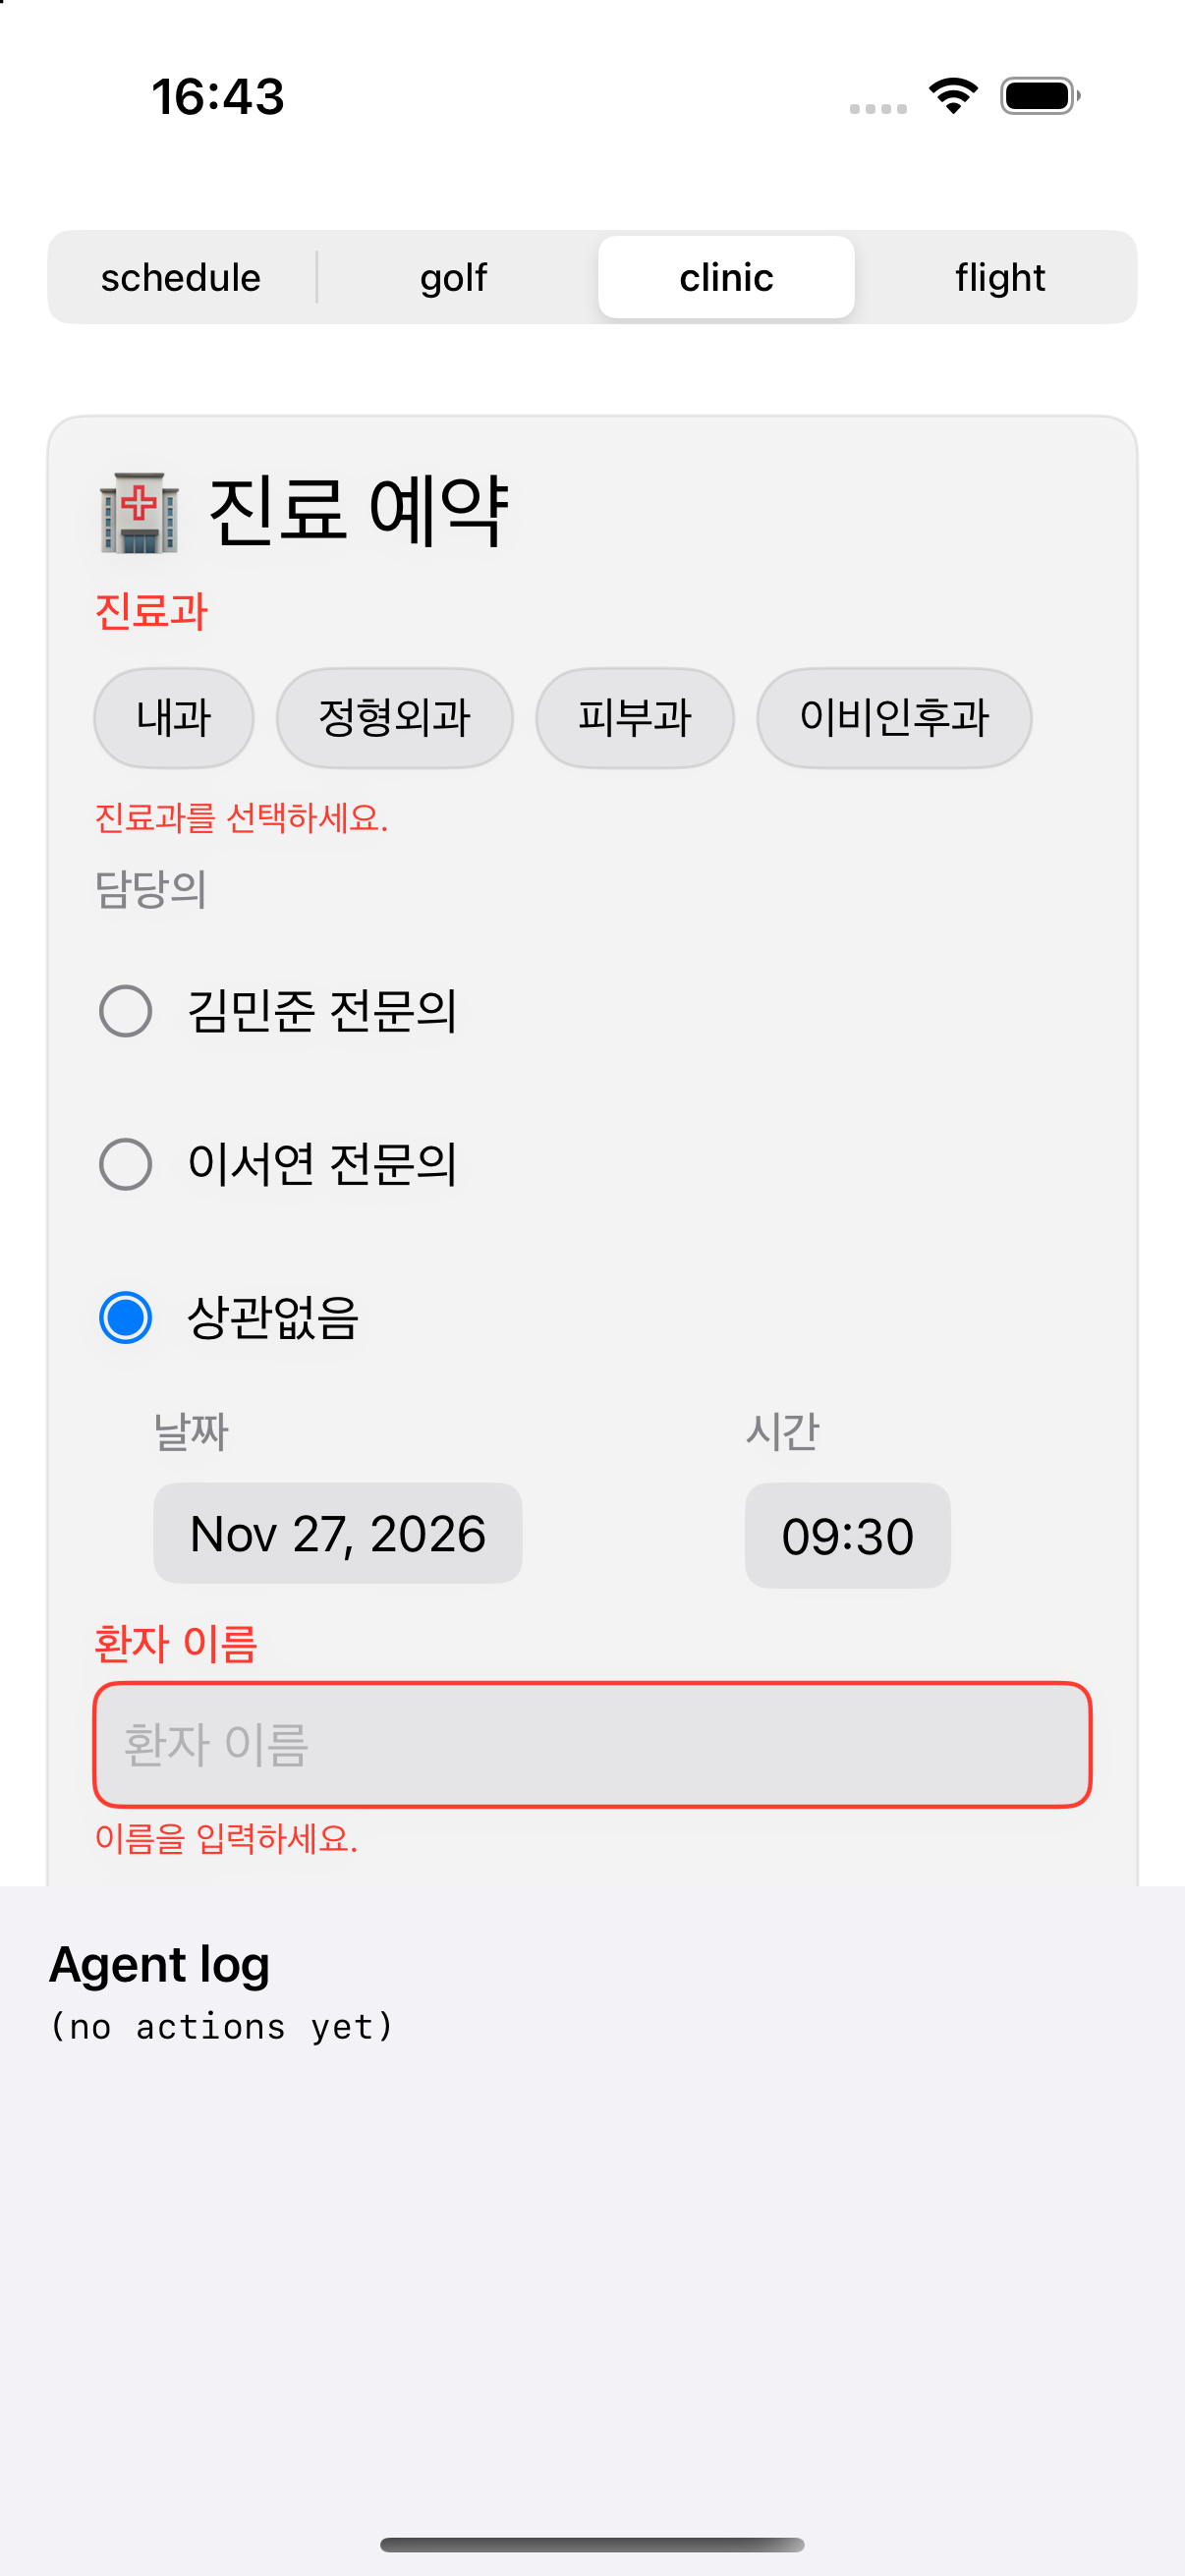 16:43
schedule golf clinic flight
진료 예약
진료과
내과 정형외과 피부과 이비인후과
진료과를 선택하세요.
담당의
김민준 전문의
이서연 전문의
상관없음
날짜 시간
Nov 27, 2026 09:30
환자 이름
환자 이름
이름을 입력하세요.
Agent log
(no actions yet)